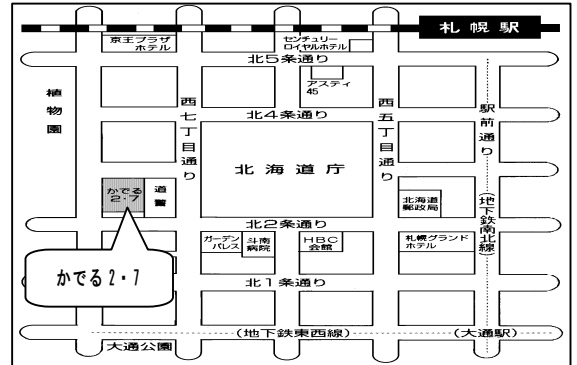 札幌駅
京王プラザ
ホテル
センチュリー
ロイヤルホテル
北5条通り
アスティ
45
植物園
西七丁目通り
北4条通り
西五丁目通り
駅前通り
(地下鉄南北線)
北海道庁
かでる
2・7
道警
北海道
郵政局
北2条通り
ガーデン
パレス
斗南
病院
HBC
会館
札幌グランド
ホテル
かでる2・7
北1条通り
(地下鉄東西線)
(大通駅)
大通公園